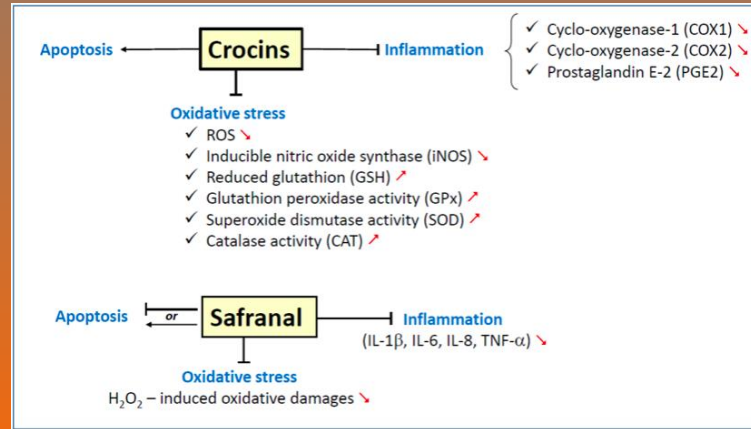 Apoptosis
Crocins
Inflammation
✓ Cyclo-oxygenase-1 (COX1) ↘
✓ Cyclo-oxygenase-2 (COX2) ↘
✓ Prostaglandin E-2 (PGE2) ↘
Oxidative stress
✓ ROS ↘
✓ Inducible nitric oxide synthase (iNOS) ↘
✓ Reduced glutathion (GSH) ↗
✓ Glutathion peroxidase activity (GPx) ↗
✓ Superoxide dismutase activity (SOD) ↗
✓ Catalase activity (CAT) ↗
Apoptosis
or
Safranal
Inflammation
(IL-1β, IL-6, IL-8, TNF-α) ↘
Oxidative stress
H₂O₂ – induced oxidative damages ↘